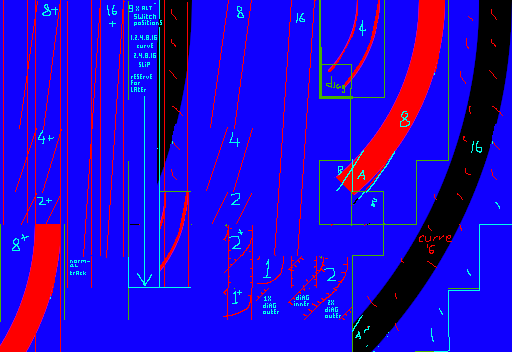 8+
16
+
9 x ALT
SWitch
positions
1.2.4.8.16
curve
2.4.8.16
SLiP
rESErve
for
LAtEr
8
16
4
diag
8
16
4+
4
B
A
2+
2
B
8+
2+
curve
6
norm-
AL
trAck
1
2
1+
1X
diAG
outEr
diAG
innEr
2X
diAG
outEr
A